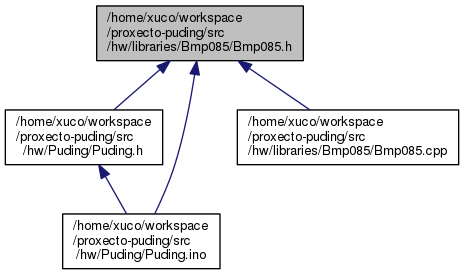 /home/xuco/workspace
/proxecto-puding/src
/hw/libraries/Bmp085/Bmp085.h
/home/xuco/workspace
/proxecto-puding/src
/hw/Puding/Puding.h
/home/xuco/workspace
/proxecto-puding/src
/hw/libraries/Bmp085/Bmp085.cpp
/home/xuco/workspace
/proxecto-puding/src
/hw/Puding/Puding.ino